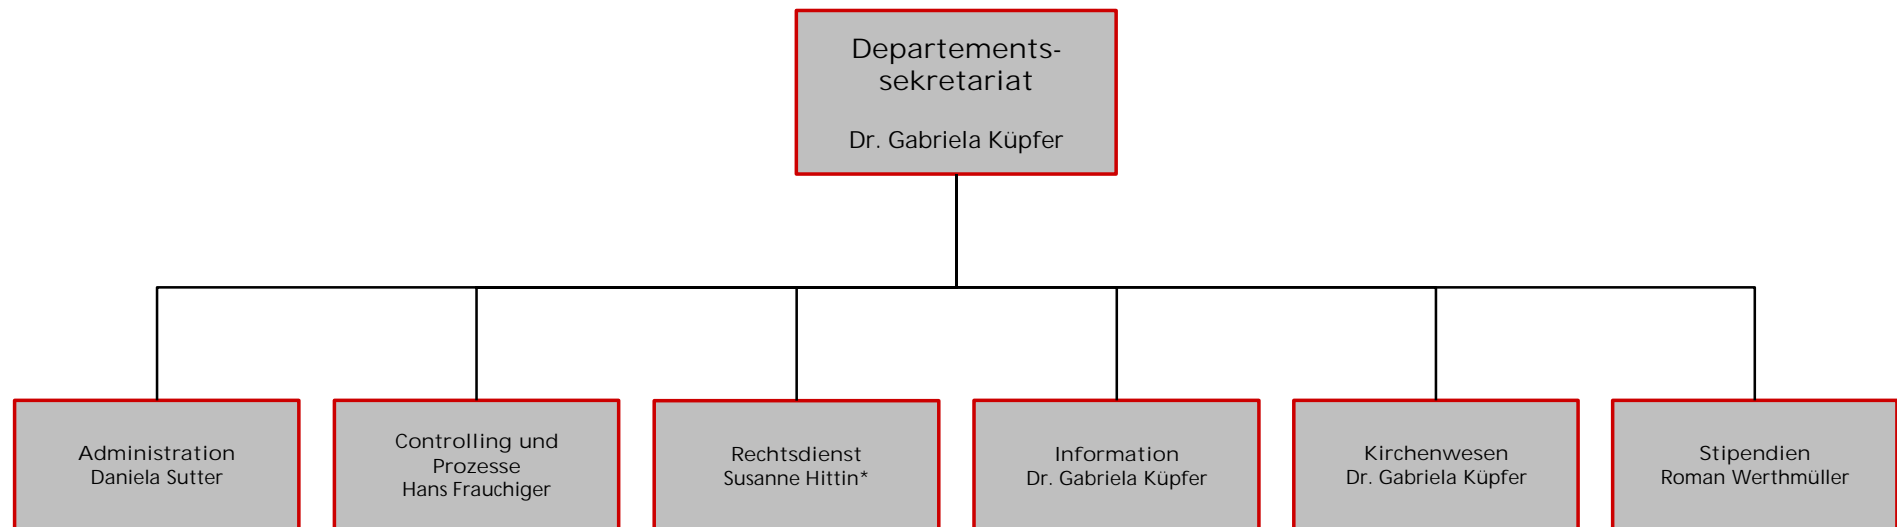 Departements-
sekretariat
Dr. Gabriela Küpfer
Administration
Daniela Sutter
Controlling und
Prozesse
Hans Frauchiger
Rechtsdienst
Susanne Hittin*
Information
Dr. Gabriela Küpfer
Kirchenwesen
Dr. Gabriela Küpfer
Stipendien
Roman Werthmüller